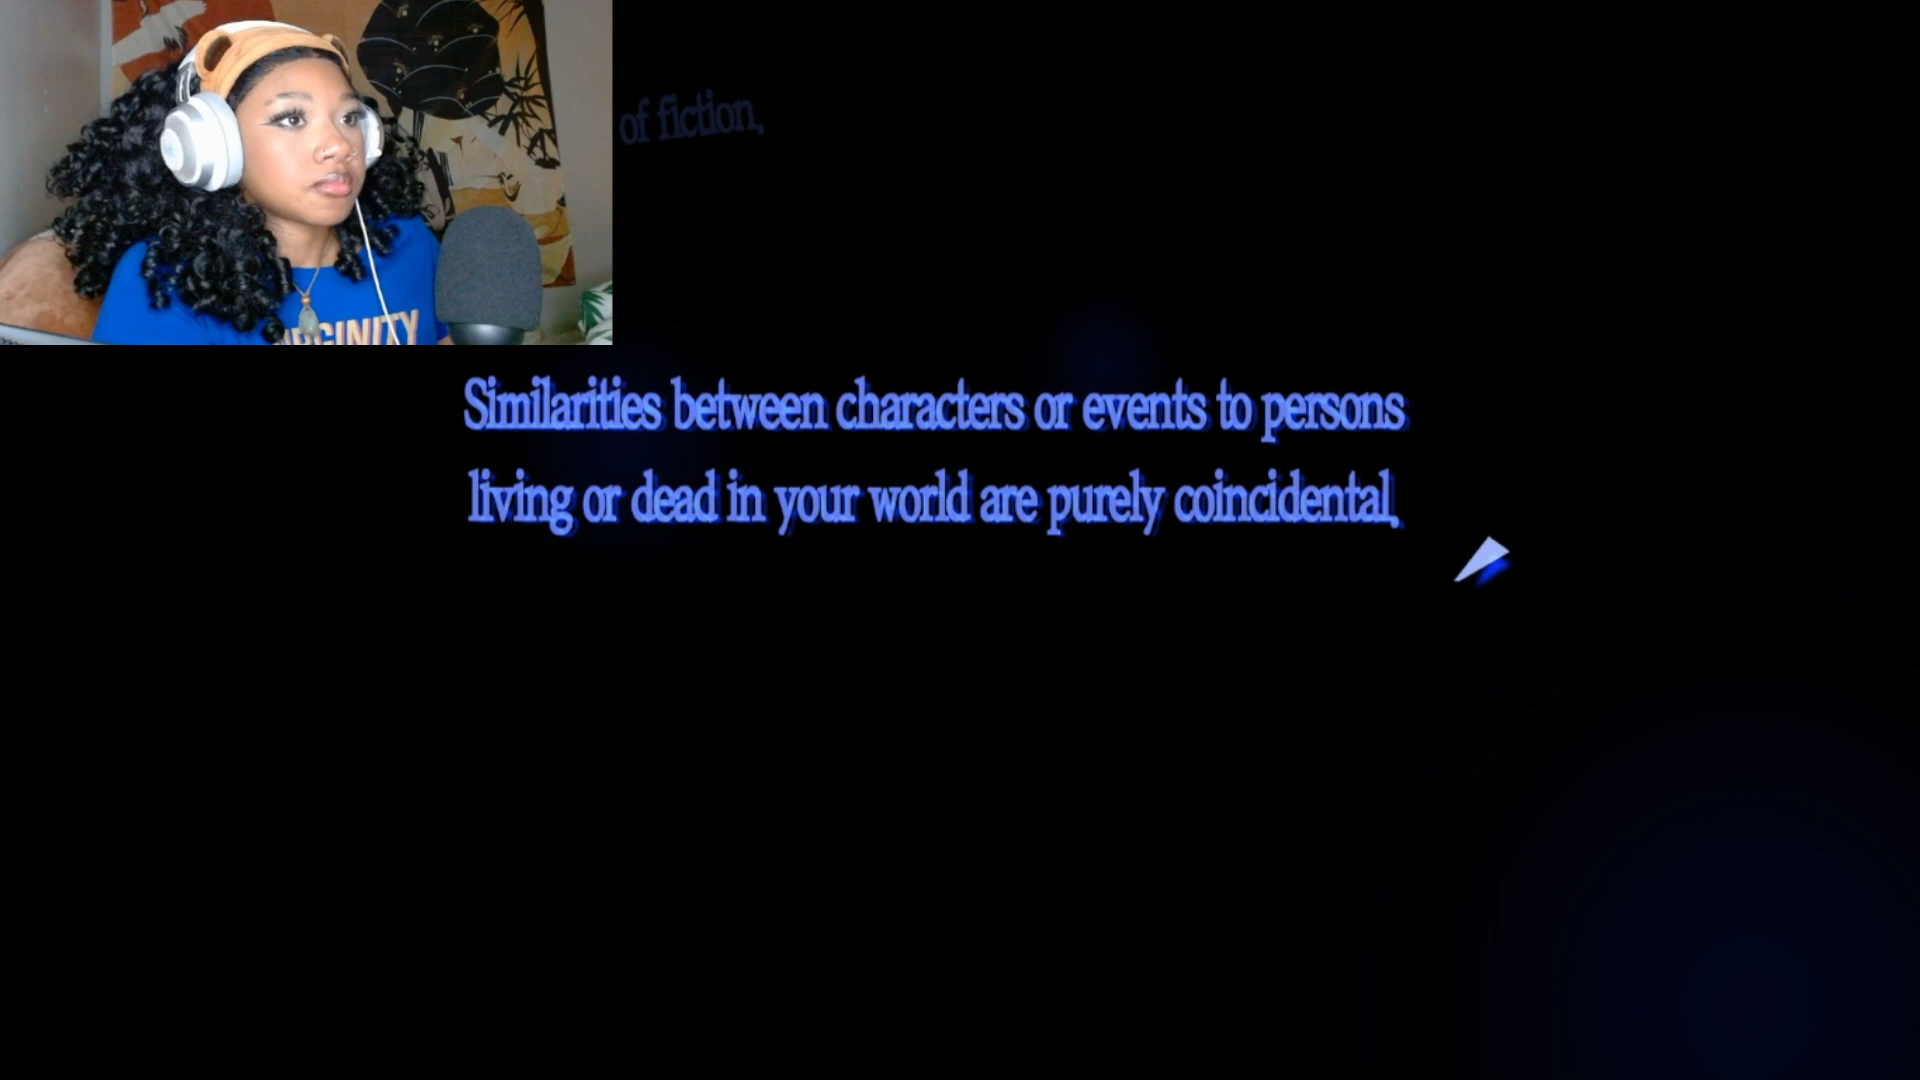 of fiction.
Similarities between characters or events to persons
living or dead in your world are purely coincidental.